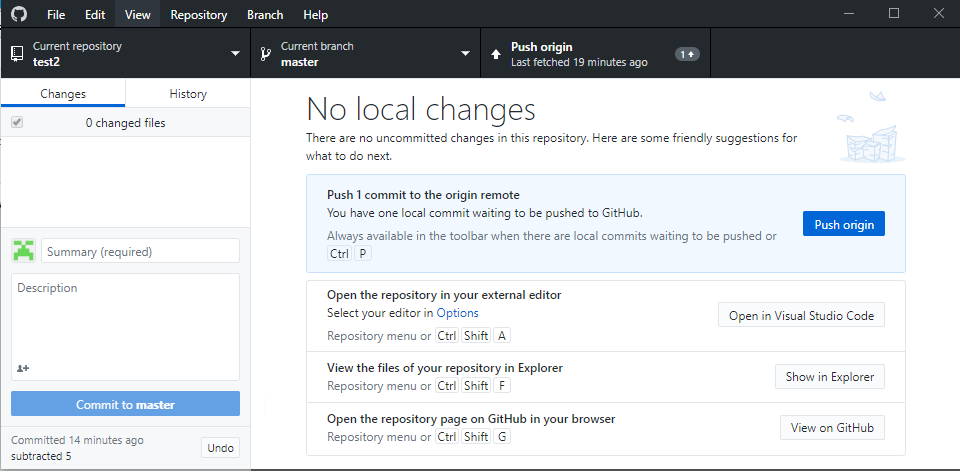 File Edit View Repository Branch Help
Current repository
test2
Current branch
master
Push origin
Last fetched 19 minutes ago
1
Changes History
0 changed files
Summary (required)
Description
Commit to master
Committed 14 minutes ago
subtracted 5
Undo
No local changes
There are no uncommitted changes in this repository. Here are some friendly suggestions for
what to do next.
Push 1 commit to the origin remote
You have one local commit waiting to be pushed to GitHub.
Always available in the toolbar when there are local commits waiting to be pushed or
Ctrl P
Push origin
Open the repository in your external editor
Select your editor in Options
Repository menu or Ctrl Shift A
Open in Visual Studio Code
View the files of your repository in Explorer
Repository menu or Ctrl Shift F
Show in Explorer
Open the repository page on GitHub in your browser
Repository menu or Ctrl Shift G
View on GitHub